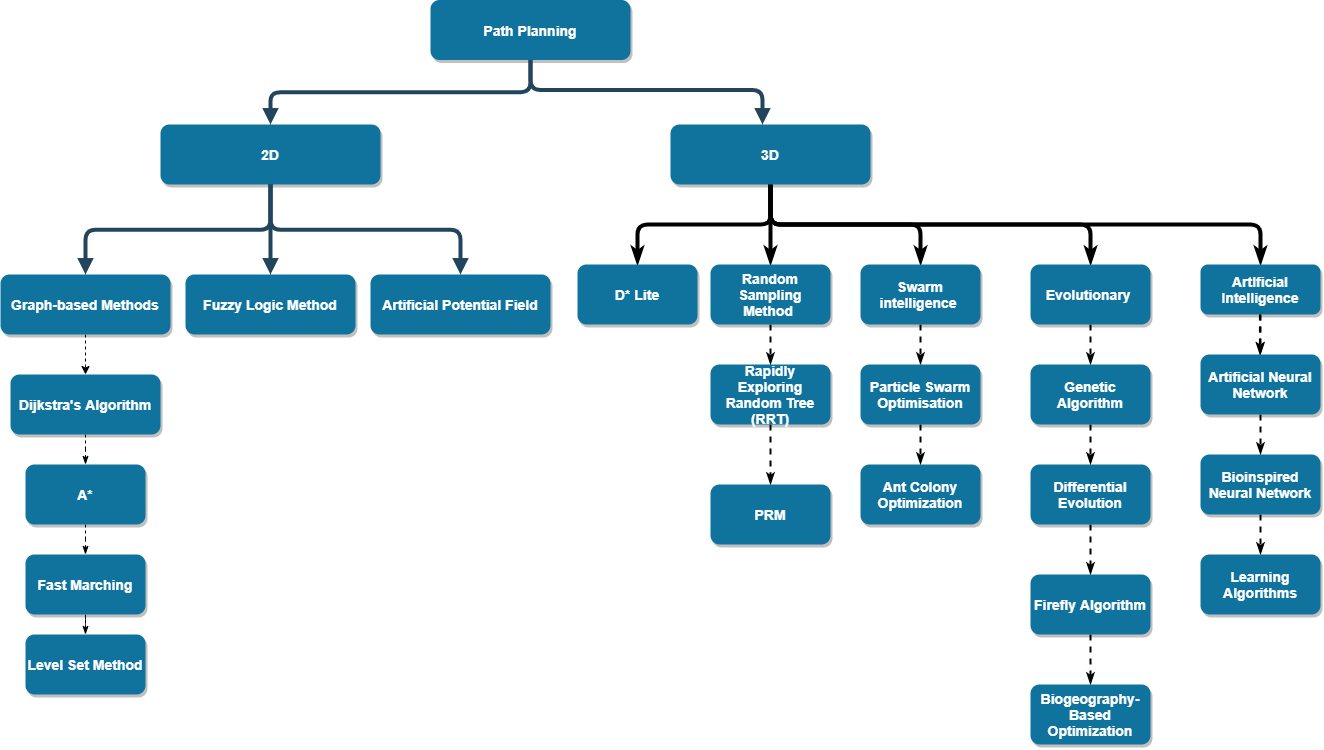 Path Planning
2D
3D
Graph-based Methods
Fuzzy Logic Method
Artificial Potential Field
D* Lite
Random
Sampling
Method
Swarm
intelligence
Evolutionary
Artificial
Intelligence
Dijkstra's Algorithm
Rapidly
Exploring
Random Tree
(RRT)
Particle Swarm
Optimisation
Genetic
Algorithm
Artificial Neural
Network
A*
PRM
Ant Colony
Optimization
Differential
Evolution
Bioinspired
Neural Network
Fast Marching
Firefly Algorithm
Learning
Algorithms
Level Set Method
Biogeography-
Based
Optimization